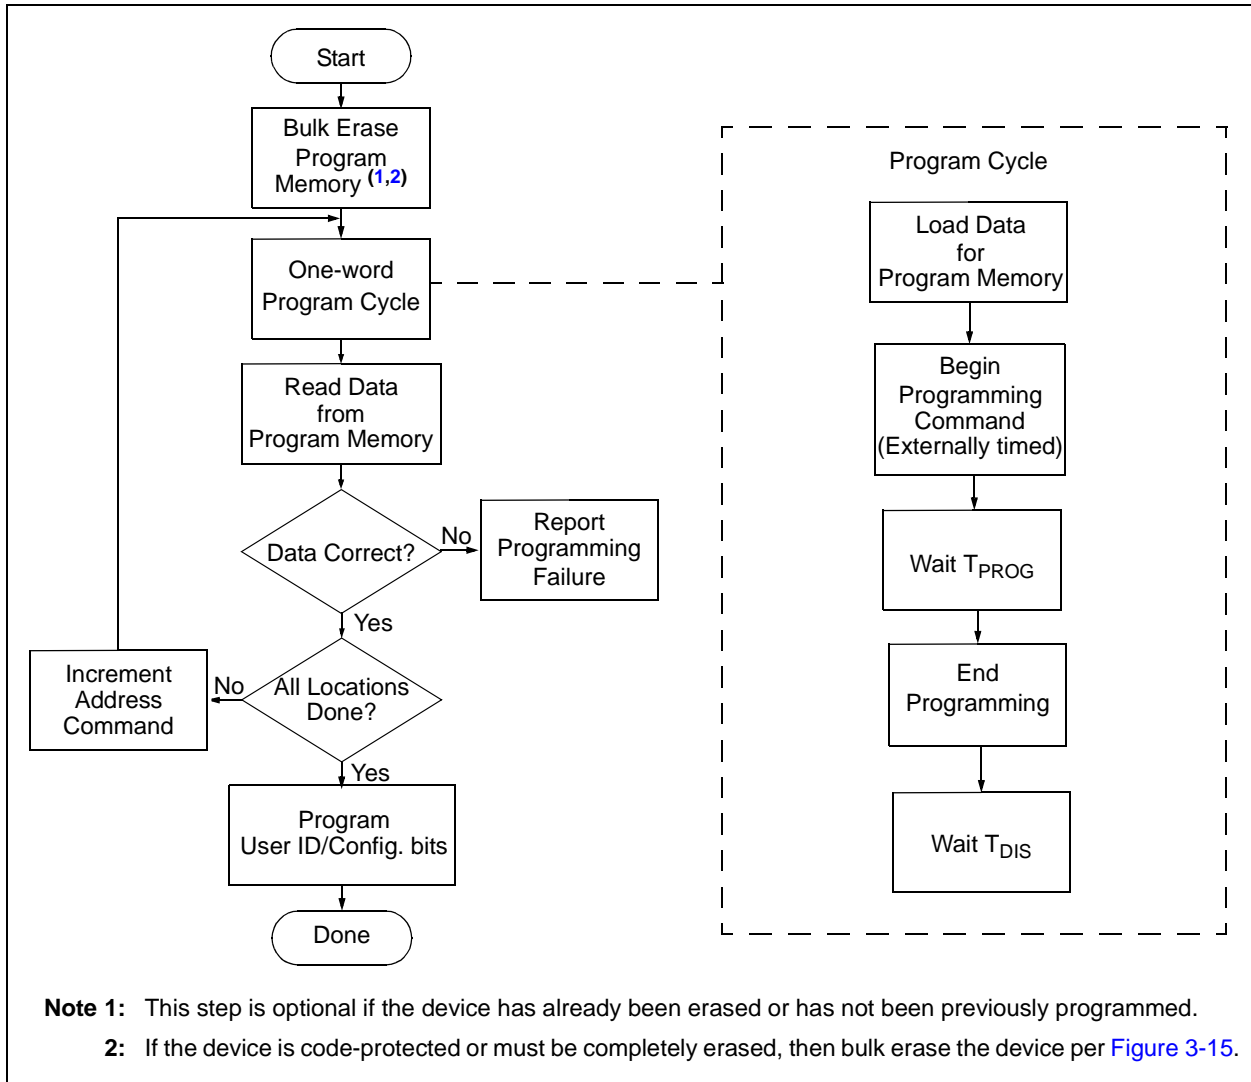 Start
Bulk Erase
Program
Memory (1,2)
One-word
Program Cycle
Read Data
from
Program Memory
Data Correct?
No
Report
Programming
Failure
Yes
All Locations
Done?
No
Increment
Address
Command
Yes
Program
User ID/Config. bits
Done
Program Cycle
Load Data
for
Program Memory
Begin
Programming
Command
(Externally timed)
Wait TPROG
End
Programming
Wait TDIS
Note 1: This step is optional if the device has already been erased or has not been previously programmed.
2: If the device is code-protected or must be completely erased, then bulk erase the device per Figure 3-15.